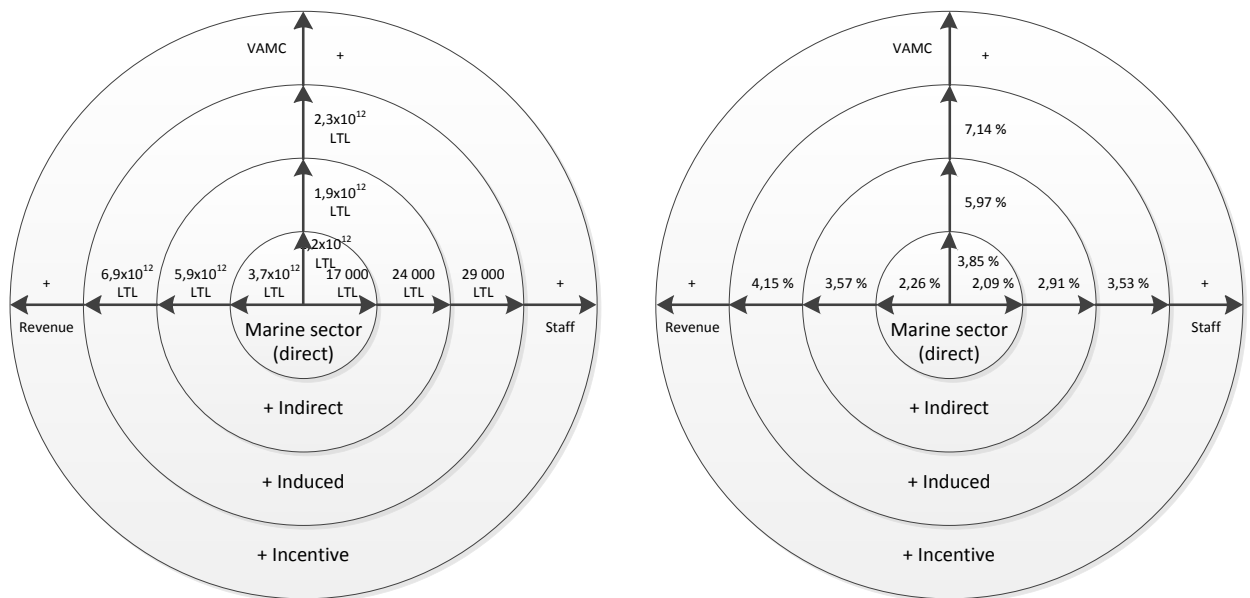 VAMC
+
2,3x10¹²
LTL
1,9x10¹²
LTL
,2x10¹²
LTL
+
6,9x10¹²
LTL
5,9x10¹²
LTL
3,7x10¹²
LTL
17 000
LTL
24 000
LTL
29 000
LTL
+
Revenue
Staff
Marine sector
(direct)
+ Indirect
+ Induced
+ Incentive
VAMC
+
7,14 %
5,97 %
3,85 %
+
4,15 %
3,57 %
2,26 %
2,09 %
2,91 %
3,53 %
+
Revenue
Staff
Marine sector
(direct)
+ Indirect
+ Induced
+ Incentive